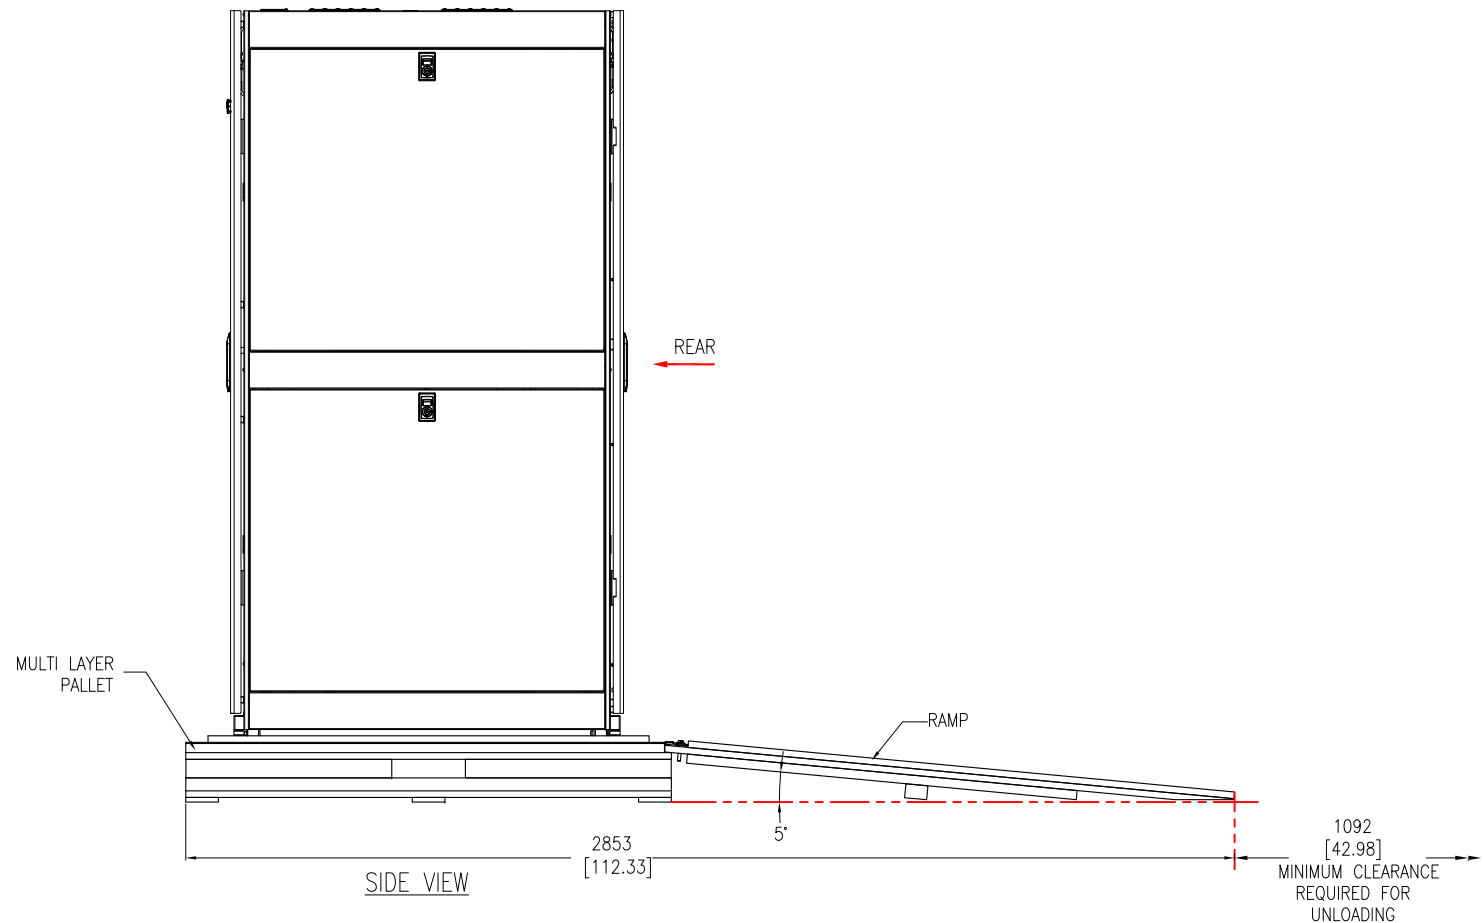 REAR
MULTI LAYER
PALLET
RAMP
5°
2853
[112.33]
1092
[42.98]
MINIMUM CLEARANCE
REQUIRED FOR
UNLOADING
SIDE VIEW